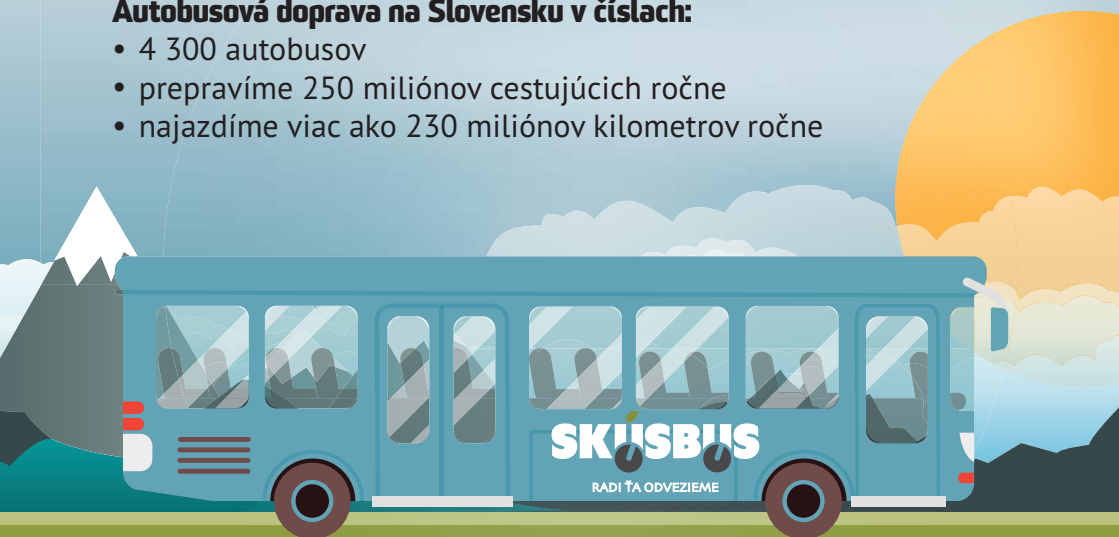 Autobusová doprava na Slovensku v číslach:
• 4 300 autobusov
• prepravíme 250 miliónov cestujúcich ročne
• najazdíme viac ako 230 miliónov kilometrov ročne
SKÚSBUS
RADI ŤA ODVEZIEME